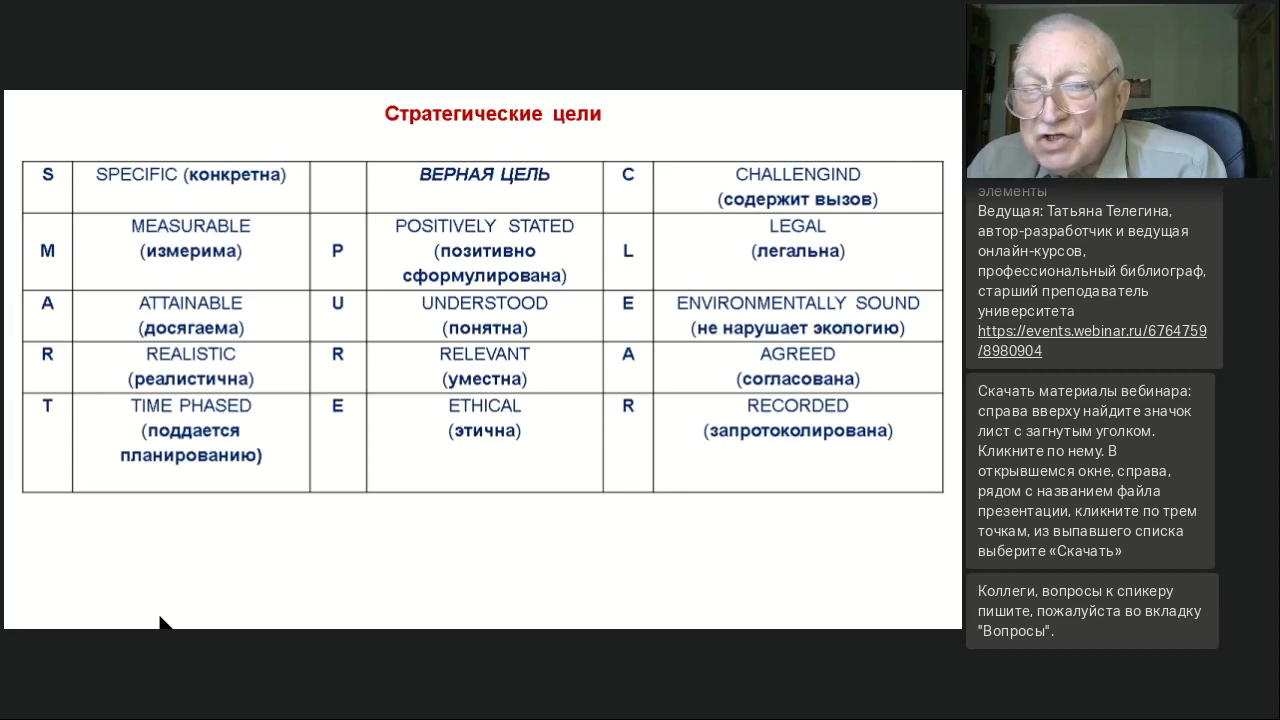 Стратегические цели
S SPECIFIC (конкретна) ВЕРНАЯ ЦЕЛЬ C CHALLENGIND
(содержит вызов)
MEASURABLE POSITIVELY STATED LEGAL
M (измерима) P (позитивно L (легальна)
сформулирована)
A ATTAINABLE U UNDERSTOOD E ENVIRONMENTALLY SOUND
(досягаема) (понятна) (не нарушает экологию)
R REALISTIC R RELEVANT A AGREED
(реалистична) (уместна) (согласована)
T TIME PHASED E ETHICAL R RECORDED
(поддается (этична) (запротоколирована)
планированию)
элементы
Ведущая: Татьяна Телегина,
автор-разработчик и ведущая
онлайн-курсов,
профессиональный библиограф,
старший преподаватель
университета
https://events.webinar.ru/6764759
/8980904
Скачать материалы вебинара:
справа вверху найдите значок
лист с загнутым уголком.
Кликните по нему. В
открывшемся окне, справа,
рядом с названием файла
презентации, кликните по трем
точкам, из выпавшего списка
выберите «Скачать»
Коллеги, вопросы к спикеру
пишите, пожалуйста во вкладку
"Вопросы".